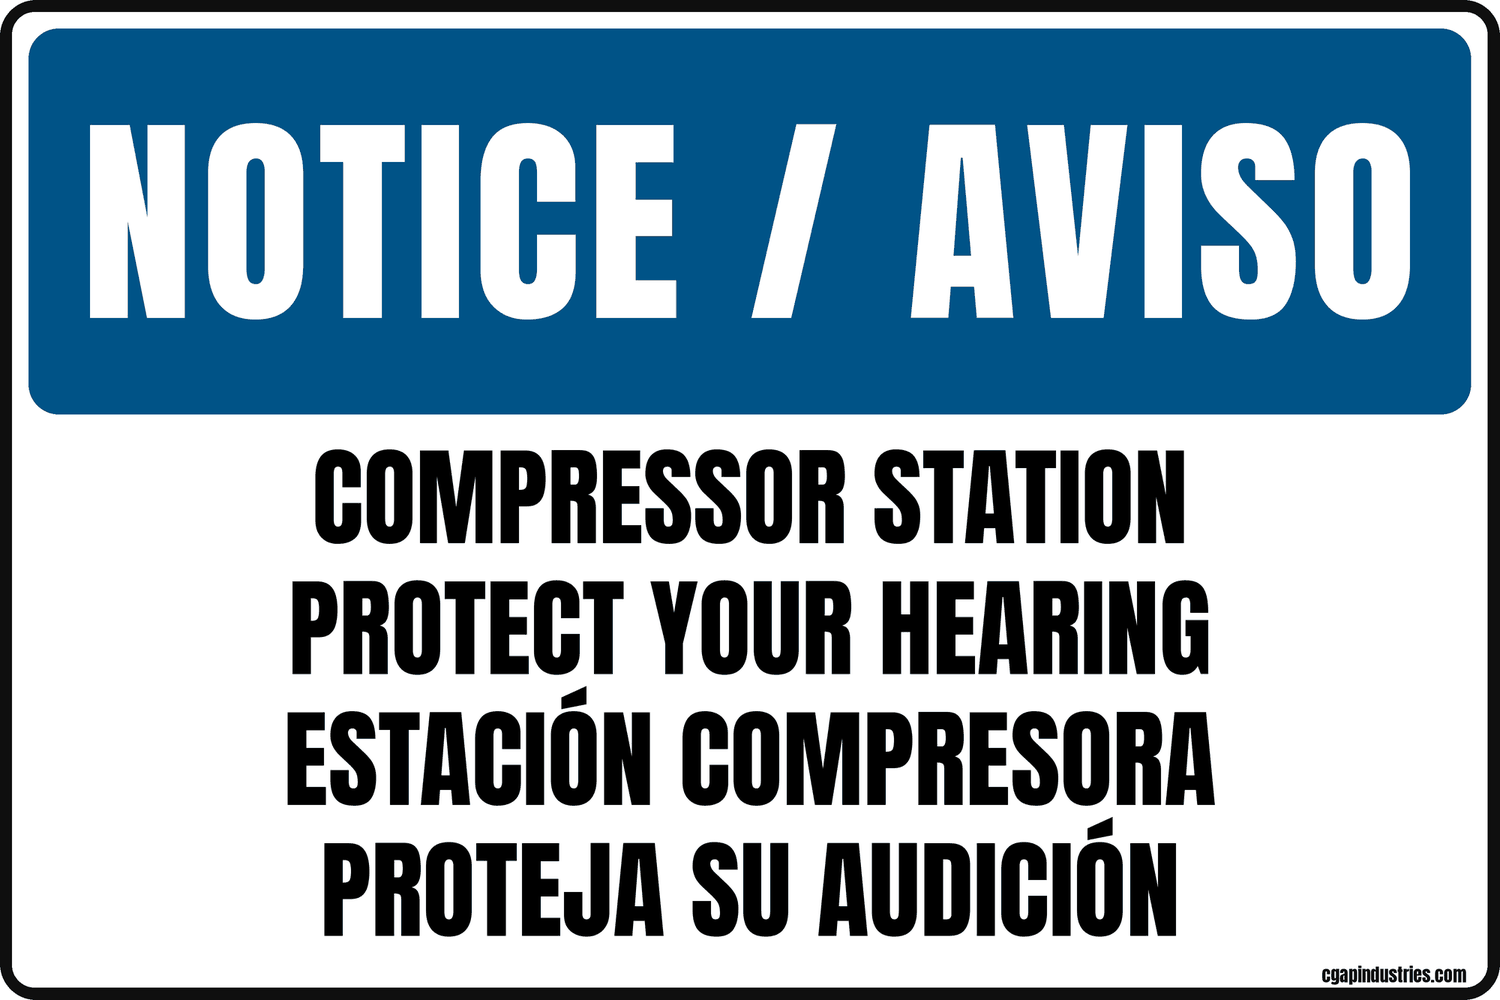 NOTICE / AVISO
COMPRESSOR STATION
PROTECT YOUR HEARING
ESTACIÓN COMPRESORA
PROTEJA SU AUDICIÓN
cgapindustries.com